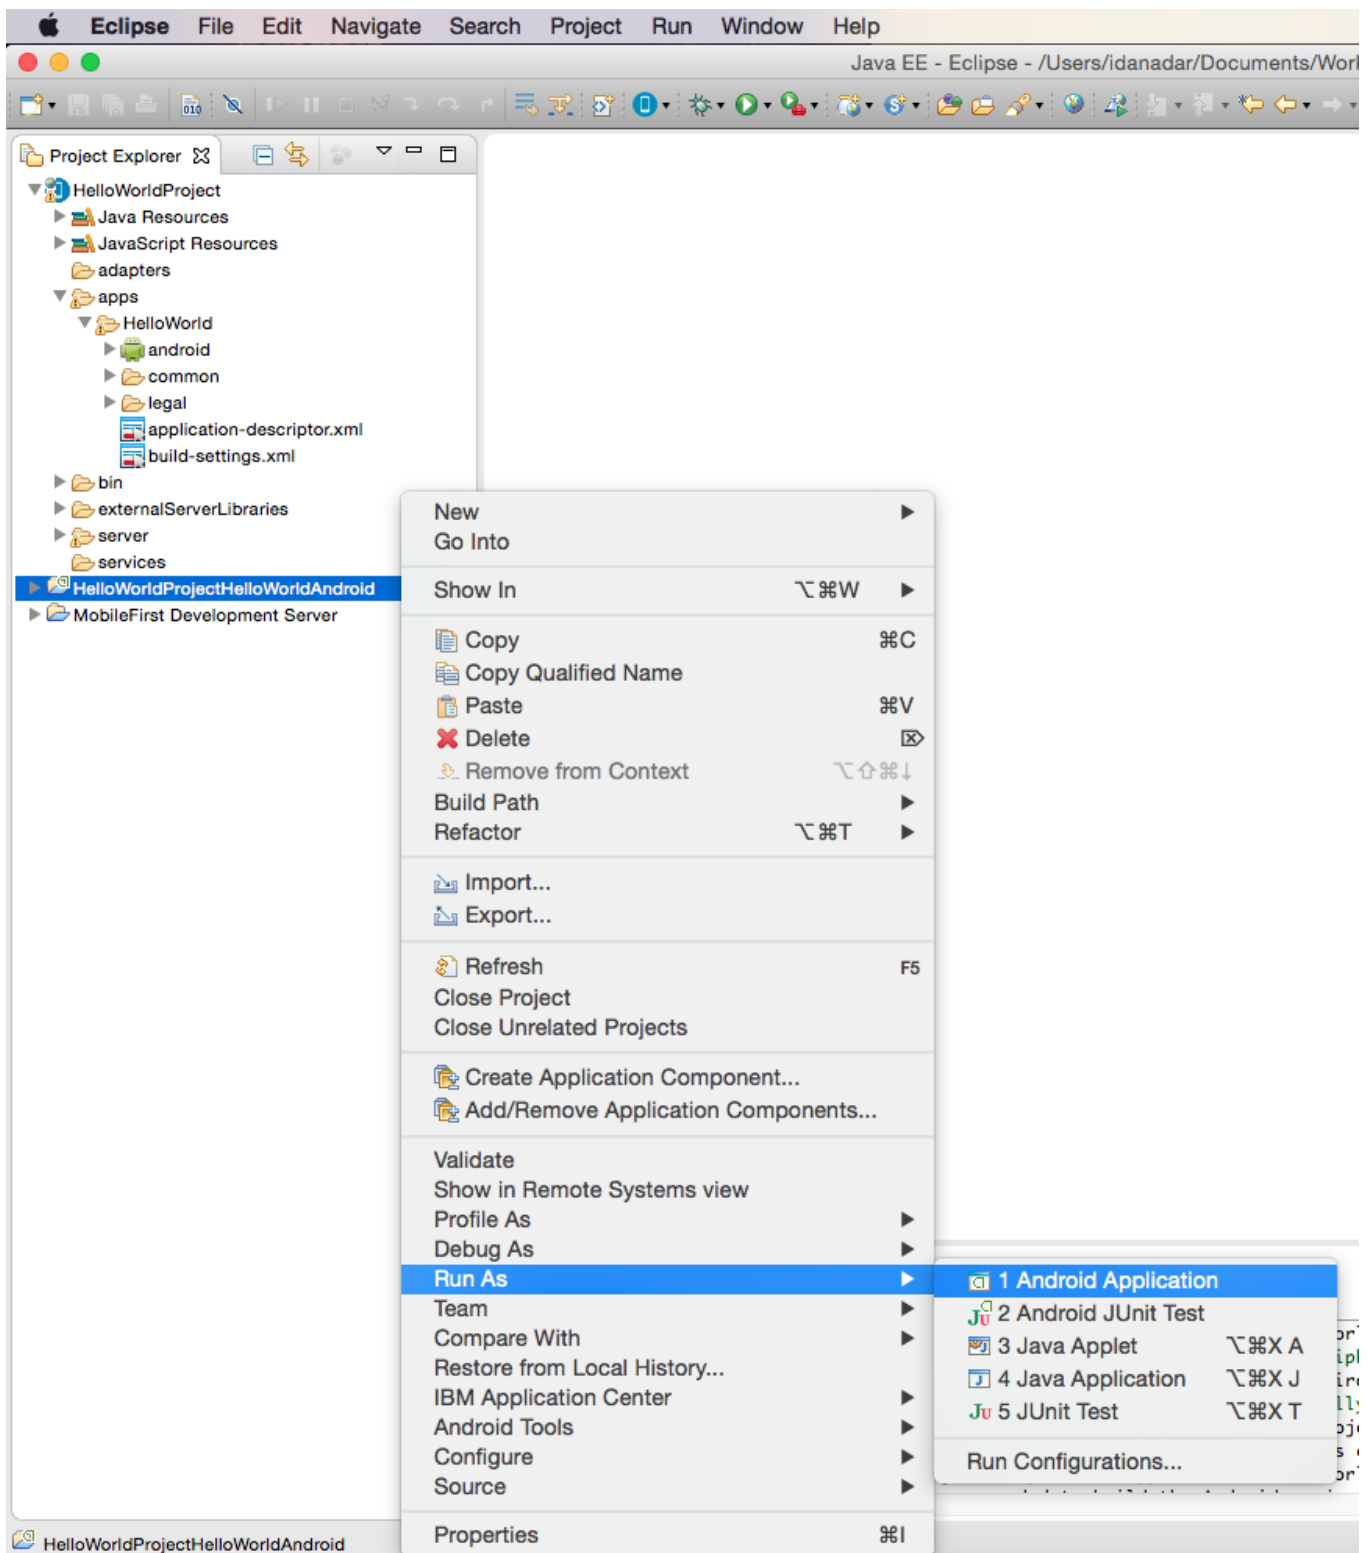 Eclipse File Edit Navigate Search Project Run Window Help
Java EE - Eclipse - /Users/idanadar/Documents/Work
Project Explorer
HelloWorldProject
Java Resources
JavaScript Resources
adapters
apps
HelloWorld
android
common
legal
application-descriptor.xml
build-settings.xml
bin
externalServerLibraries
server
services
HelloWorldProjectHelloWorldAndroid
MobileFirst Development Server
New
Go Into
Show In ⌥⌘W
Copy ⌘C
Copy Qualified Name
Paste ⌘V
Delete ⌦
Remove from Context ⌥⇧⌘↓
Build Path
Refactor ⌥⌘T
Import...
Export...
Refresh F5
Close Project
Close Unrelated Projects
Create Application Component...
Add/Remove Application Components...
Validate
Show in Remote Systems view
Profile As
Debug As
Run As
Team
Compare With
Restore from Local History...
IBM Application Center
Android Tools
Configure
Source
Properties ⌘I
1 Android Application
2 Android JUnit Test
3 Java Applet ⌥⌘X A
4 Java Application ⌥⌘X J
5 JUnit Test ⌥⌘X T
Run Configurations...
HelloWorldProjectHelloWorldAndroid